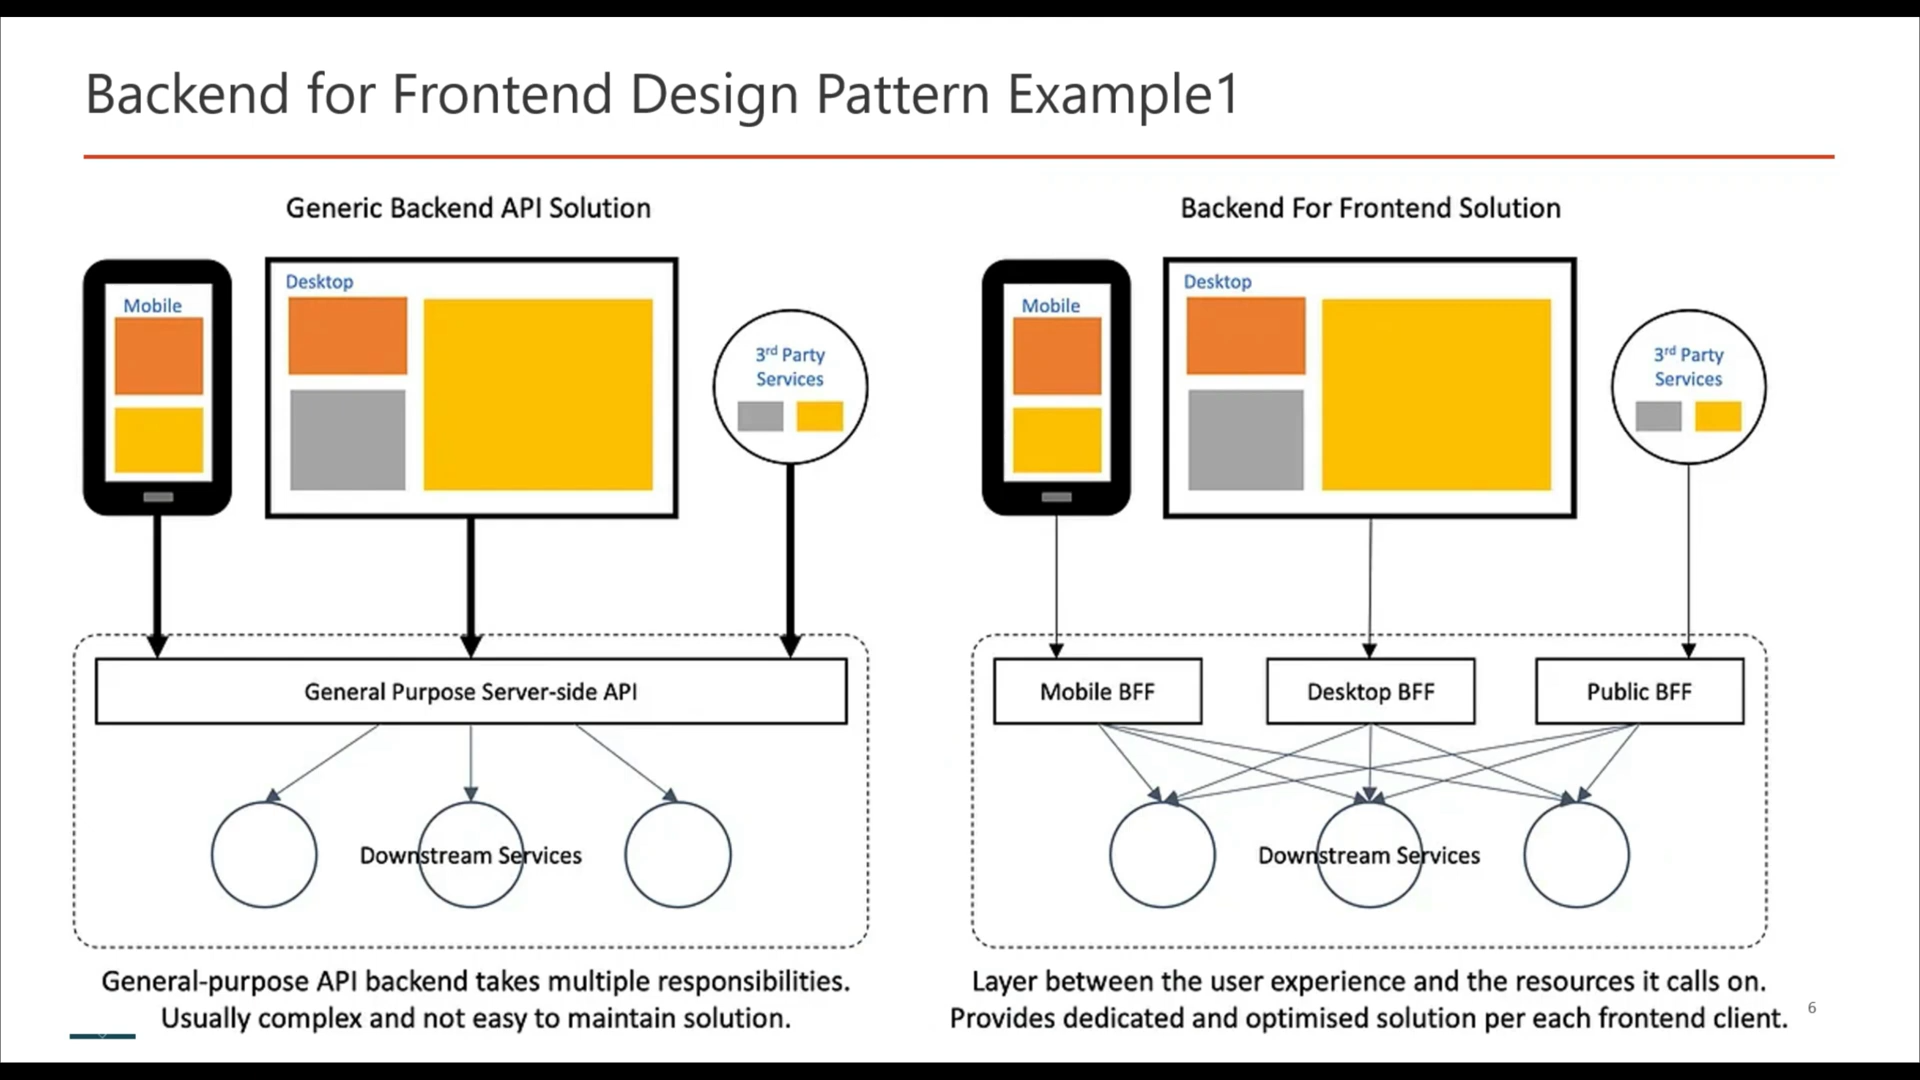 Backend for Frontend Design Pattern Example1
Generic Backend API Solution
Mobile
Desktop
3rd Party
Services
General Purpose Server-side API
Downstream Services
General-purpose API backend takes multiple responsibilities.
Usually complex and not easy to maintain solution.
Backend For Frontend Solution
Mobile
Desktop
3rd Party
Services
Mobile BFF
Desktop BFF
Public BFF
Downstream Services
Layer between the user experience and the resources it calls on.
Provides dedicated and optimised solution per each frontend client.
6